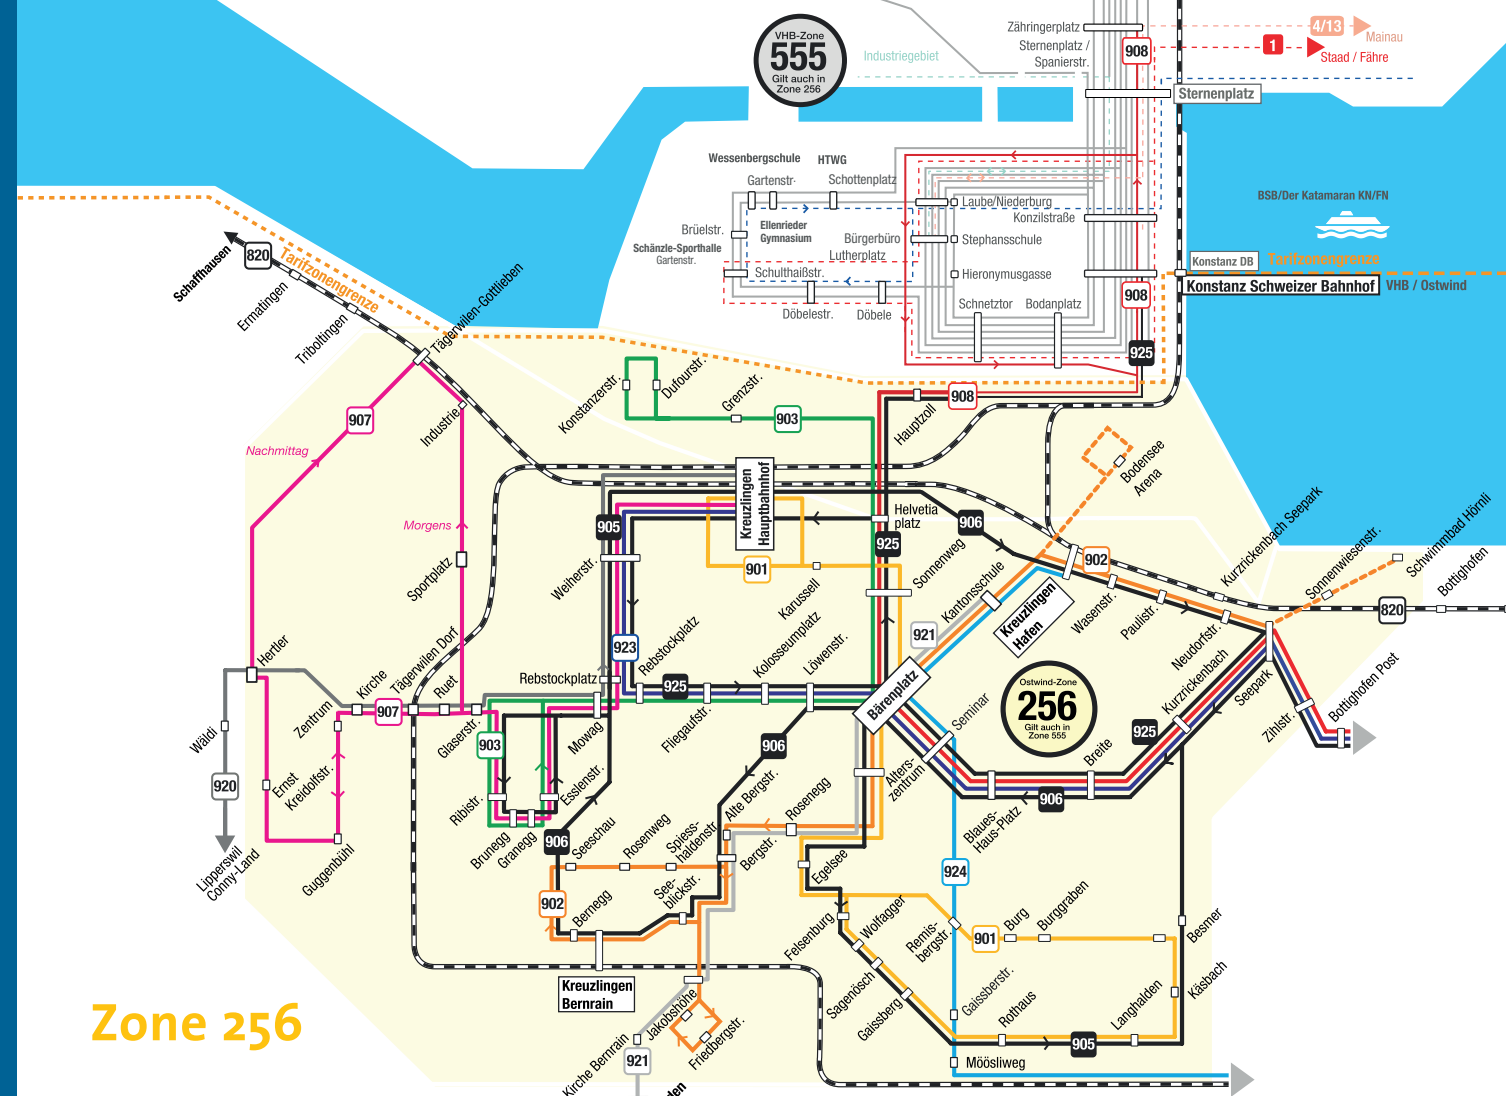 Zähringerplatz
Sternenplatz /
Spanierstr.
908
4/13
Mainau
1
Staad / Fähre
VHB-Zone
555
Gilt auch in
Zone 256
Industriegebiet
Sternenplatz
Wessenbergschule
HTWG
Gartenstr.
Schottenplatz
Laube/Niederburg
Konzilstraße
BSB/Der Katamaran KN/FN
Brüelstr.
Ellenrieder
Gymnasium
Bürgerbüro
Stephansschule
Schänzle-Sporthalle
Gartenstr.
Lutherplatz
Schulthaißstr.
Hieronymusgasse
Konstanz DB
Tarifzonengrenze
Konstanz Schweizer Bahnhof
VHB / Ostwind
Döbelestr.
Döbele
Schnetztor
Bodanplatz
908
925
Schaffhausen
820
Tarifzonengrenze
Ermatingen
Triboltingen
Tägerwilen-Gottlieben
907
Industrie
Nachmittag
Morgens
Sportplatz
Konstanzerstr.
Dufourstr.
Grenzstr.
903
Hauptzoll
908
Bodensee
Arena
Kreuzlingen
Hauptbahnhof
Helvetia
platz
905
925
906
901
Weiherstr.
Karussell
Sonnenweg
Kantonsschule
902
Kreuzlingen
Hafen
Wasenstr.
Paulistr.
Neudorfstr.
Kurzrickenbach Seepark
Sonnenwiesenstr.
Schwimmbad Hörnli
Bottighofen
820
921
923
Rebstockplatz
Rebstockplatz
925
Kolosseumplatz
Löwenstr.
Fliegaufstr.
Bärenplatz
Hertler
Kirche
Tägerwilen Dorf
Ruet
Zentrum
907
Glaserstr.
903
Mowag
Wäldi
920
Lipperswil
Conny-Land
Ernst
Kreidolfstr.
Guggenbühl
Ribistr.
Esslenstr.
Brunegg
Granegg
906
906
Seeschau
Rosenweg
Spiess-
haldenstr.
Alte Bergstr.
Rosenegg
Bergstr.
See-
blickstr.
902
Bernegg
Kreuzlingen
Bernrain
Jakobshöhe
Friedbergstr.
Kirche Bernrain
921
Ostwind-Zone
256
Gilt auch in
Zone 555
Seminar
Alters-
zentrum
Blaues-
Haus-Platz
906
Breite
925
Kurzrickenbach
Seepark
Zihlstr.
Bottighofen Post
924
Egelsee
Felsenburg
Wolfagger
Sagenösch
Gaissberg
Remis-
bergstr.
901
Burg
Burggraben
Besmer
Käsbach
Langhalden
Gaissberstr.
Rothaus
905
Möösliweg
Zone 256